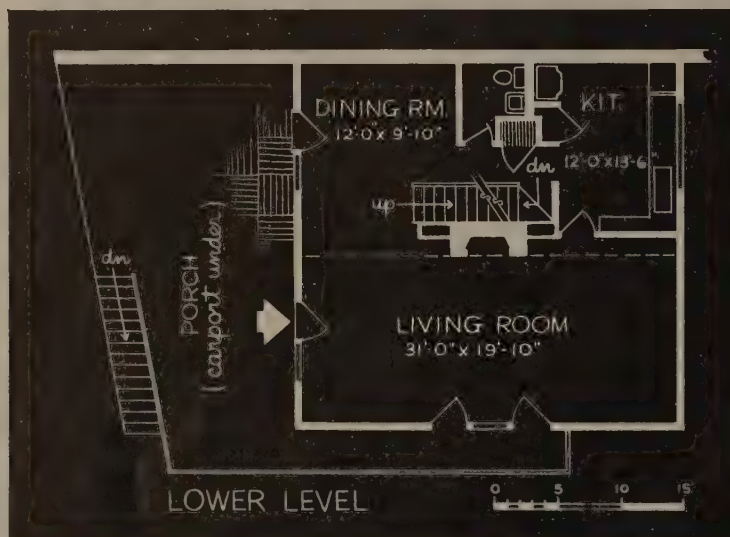 DINING RM.
12'-0" x 9'-10"
KIT.
12'-0" x 13'-6"
dn
up
dn
PORCH
(carport under)
LIVING ROOM
31'-0" x 19'-10"
LOWER LEVEL
0 5 10 15